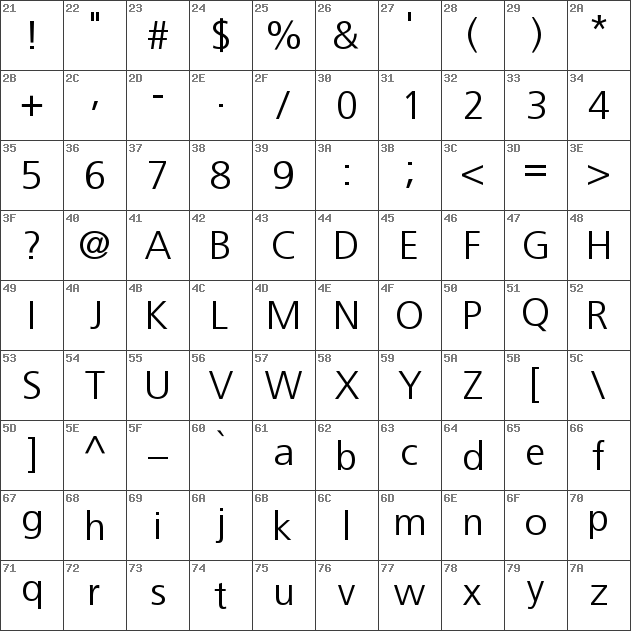 21 22 23 24 25 26 27 28 29 2A
! " # $ % & ' ( ) *
2B 2C 2D 2E 2F 30 31 32 33 34
+ , - . / 0 1 2 3 4
35 36 37 38 39 3A 3B 3C 3D 3E
5 6 7 8 9 : ; < = >
3F 40 41 42 43 44 45 46 47 48
? @ A B C D E F G H
49 4A 4B 4C 4D 4E 4F 50 51 52
I J K L M N O P Q R
53 54 55 56 57 58 59 5A 5B 5C
S T U V W X Y Z [ \
5D 5E 5F 60 61 62 63 64 65 66
] ^ _ ` a b c d e f
67 68 69 6A 6B 6C 6D 6E 6F 70
g h i j k l m n o p
71 72 73 74 75 76 77 78 79 7A
q r s t u v w x y z